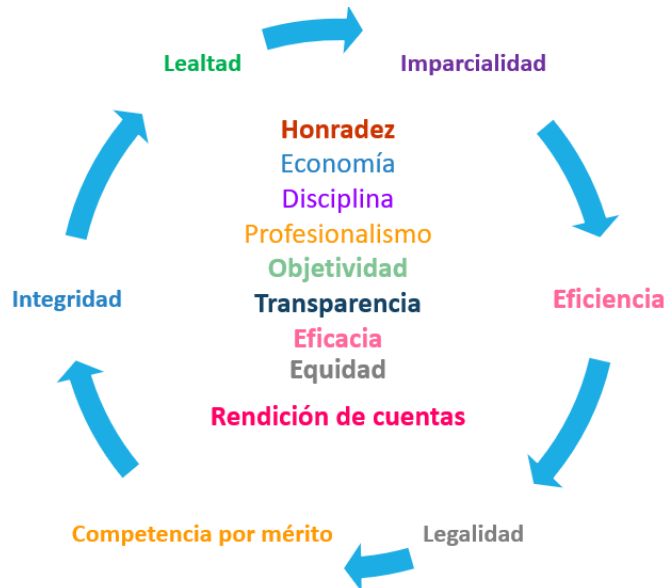 Lealtad
Imparcialidad
Honradez
Economía
Disciplina
Profesionalismo
Objetividad
Integridad
Transparencia
Eficiencia
Eficacia
Equidad
Rendición de cuentas
Competencia por mérito
Legalidad